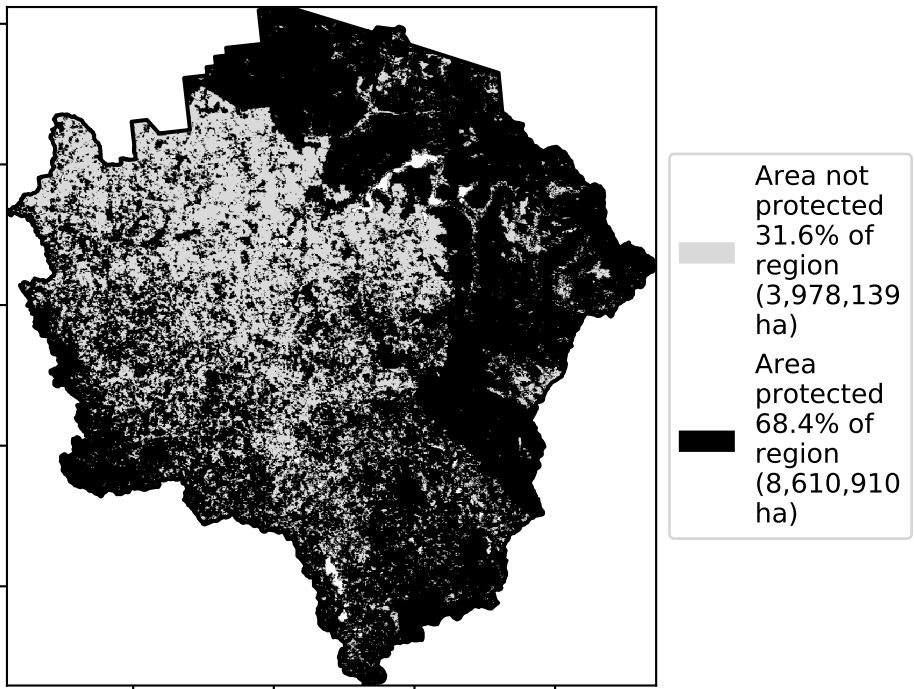 Area not
protected
31.6% of
region
(3,978,139
ha)
Area
protected
68.4% of
region
(8,610,910
ha)